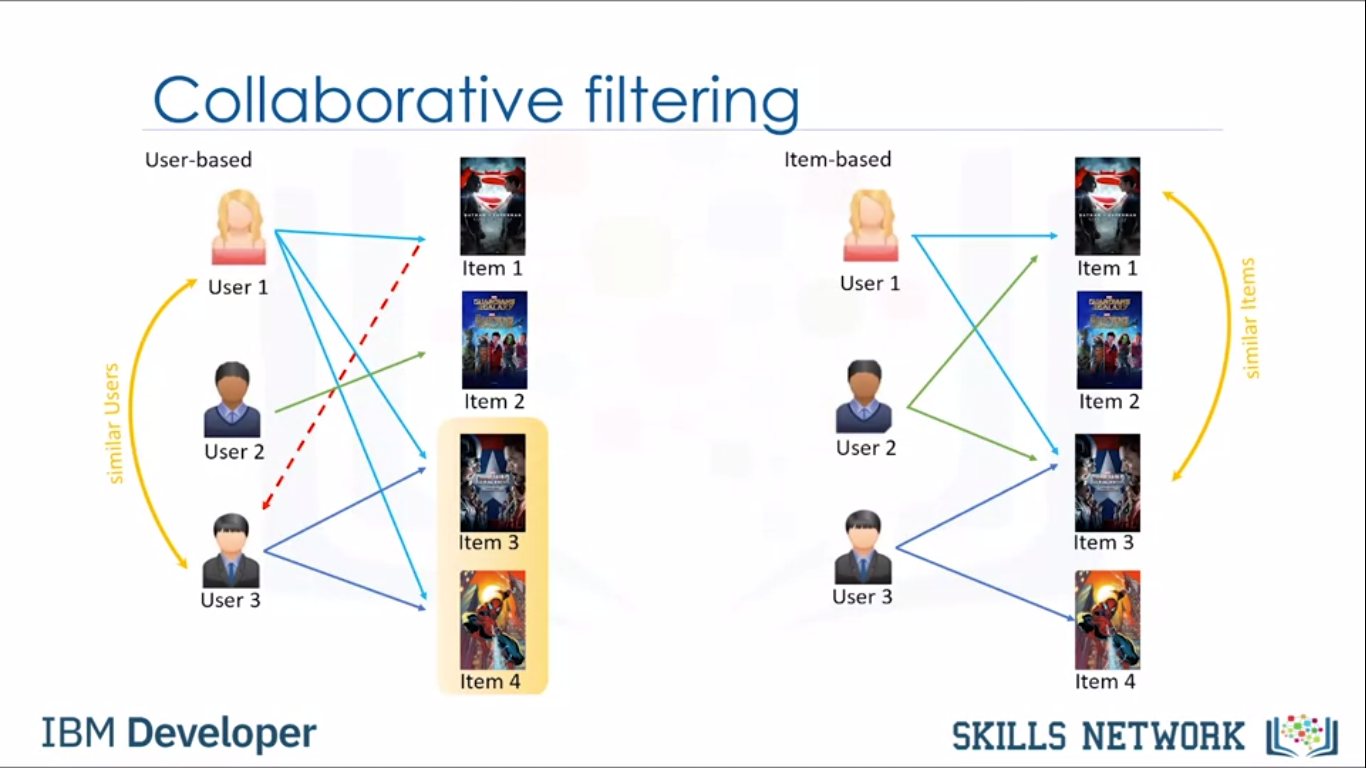 Collaborative filtering
User-based
similar Users
User 1
User 2
User 3
Item 1
Item 2
Item 3
Item 4
Item-based
User 1
User 2
User 3
Item 1
Item 2
Item 3
Item 4
similar Items
IBM Developer
SKILLS NETWORK